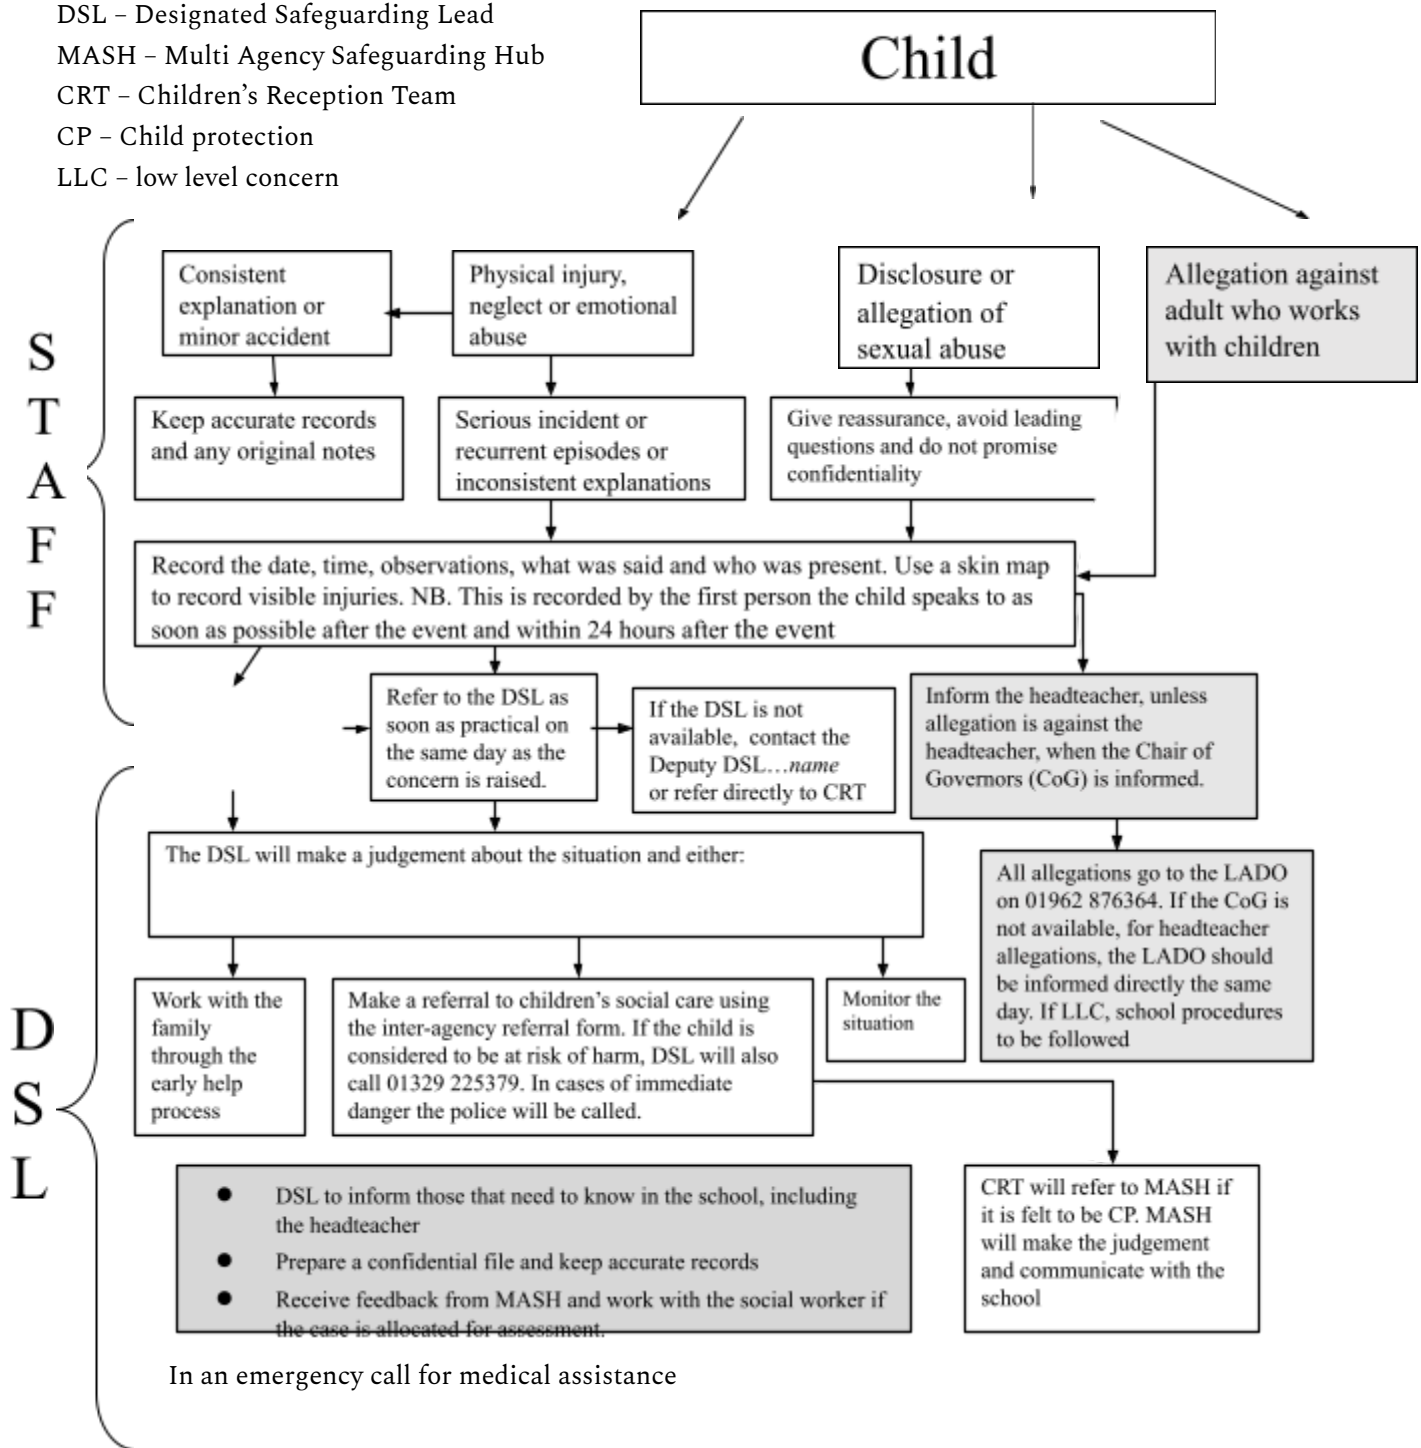 DSL – Designated Safeguarding Lead
MASH – Multi Agency Safeguarding Hub
CRT – Children’s Reception Team
CP – Child protection
LLC – low level concern
Child
S
T
A
F
F
Consistent
explanation or
minor accident
Physical injury,
neglect or emotional
abuse
Disclosure or
allegation of
sexual abuse
Allegation against
adult who works
with children
Keep accurate records
and any original notes
Serious incident or
recurrent episodes or
inconsistent explanations
Give reassurance, avoid leading
questions and do not promise
confidentiality
Record the date, time, observations, what was said and who was present. Use a skin map
to record visible injuries. NB. This is recorded by the first person the child speaks to as
soon as possible after the event and within 24 hours after the event
Refer to the DSL as
soon as practical on
the same day as the
concern is raised.
If the DSL is not
available, contact the
Deputy DSL…name
or refer directly to CRT
Inform the headteacher, unless
allegation is against the
headteacher, when the Chair of
Governors (CoG) is informed.
D
S
L
The DSL will make a judgement about the situation and either:
All allegations go to the LADO
on 01962 876364. If the CoG is
not available, for headteacher
allegations, the LADO should
be informed directly the same
day. If LLC, school procedures
to be followed
Work with the
family
through the
early help
process
Make a referral to children’s social care using
the inter-agency referral form. If the child is
considered to be at risk of harm, DSL will also
call 01329 225379. In cases of immediate
danger the police will be called.
Monitor the
situation
● DSL to inform those that need to know in the school, including
the headteacher
● Prepare a confidential file and keep accurate records
● Receive feedback from MASH and work with the social worker if
the case is allocated for assessment.
CRT will refer to MASH if
it is felt to be CP. MASH
will make the judgement
and communicate with the
school
In an emergency call for medical assistance